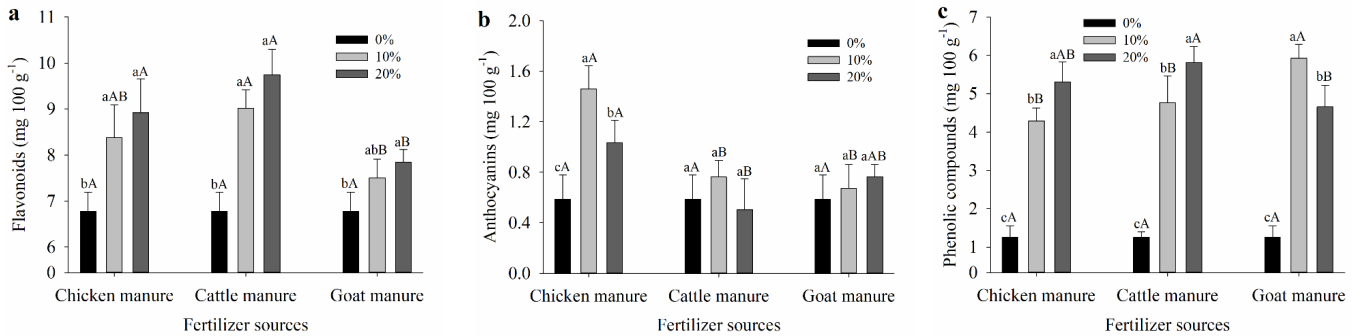 a
Flavonoids (mg 100 g⁻¹)
11
10
9
8
7
6
0
0%
10%
20%
bA
aAB
aA
bA
aA
aA
bA
abB
aB
Chicken manure
Cattle manure
Goat manure
Fertilizer sources
b
Anthocyanins (mg 100 g⁻¹)
2.0
1.6
1.2
0.8
0.4
0.0
0%
10%
20%
cA
aA
bA
aA
aB
aB
aA
aB
aAB
Chicken manure
Cattle manure
Goat manure
Fertilizer sources
c
Phenolic compounds (mg 100 g⁻¹)
7
6
5
4
3
2
1
0
0%
10%
20%
cA
bB
aAB
cA
bB
aA
cA
aA
bB
Chicken manure
Cattle manure
Goat manure
Fertilizer sources